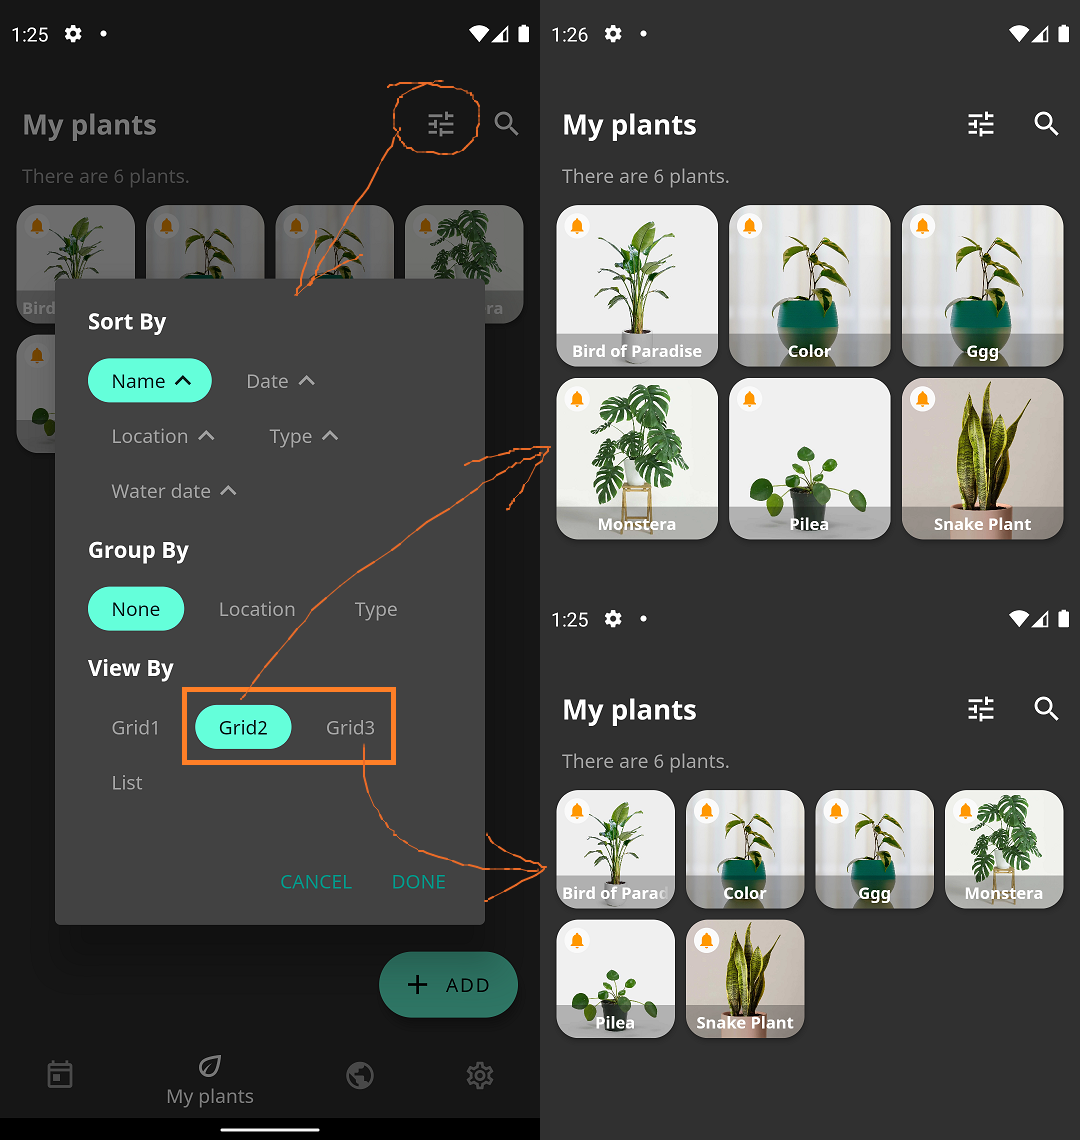 1:25
My plants
There are 6 plants.
Bird
ra
Sort By
Name Date
Location Type
Water date
Group By
None Location Type
View By
Grid1 Grid2 Grid3
List
CANCEL DONE
+ ADD
My plants
1:26
My plants
There are 6 plants.
Bird of Paradise Color Ggg
Monstera Pilea Snake Plant
1:25
My plants
There are 6 plants.
Bird of Parad Color Ggg Monstera
Pilea Snake Plant